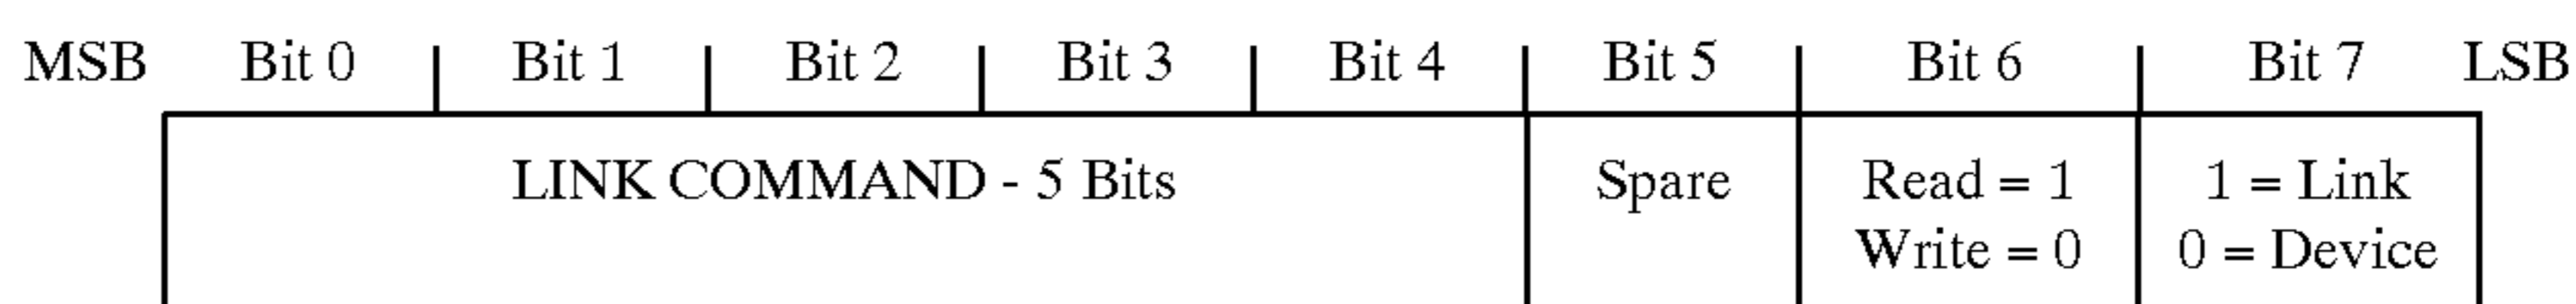 MSB Bit 0 Bit 1 Bit 2 Bit 3 Bit 4 Bit 5 Bit 6 Bit 7 LSB
LINK COMMAND - 5 Bits Spare Read = 1 1 = Link
Write = 0 0 = Device